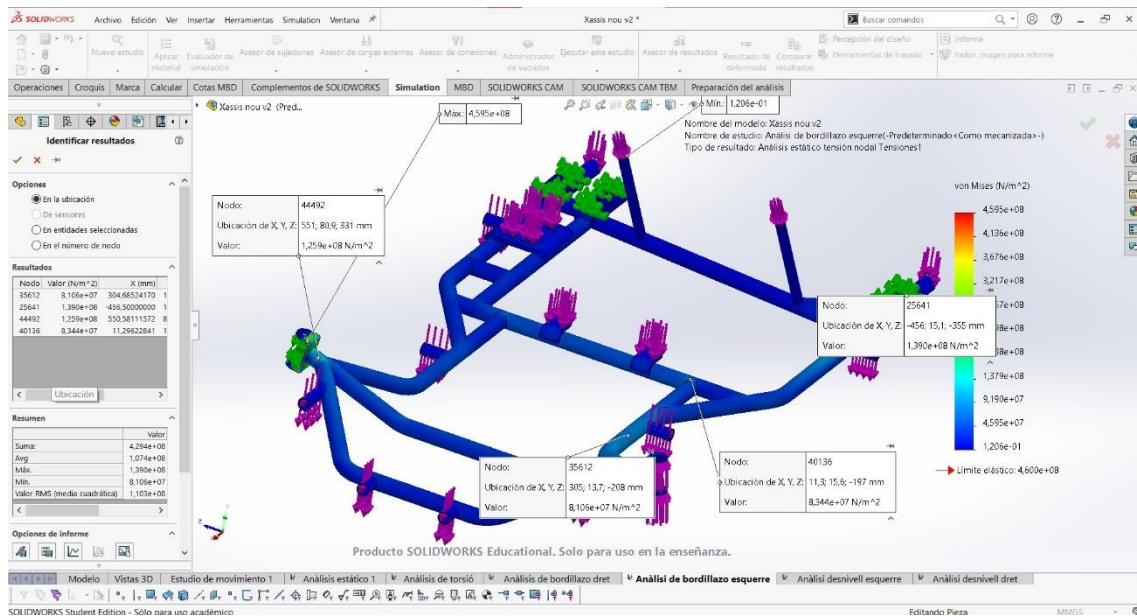 SOLIDWORKS Archivo Edición Ver Insertar Herramientas Simulation Ventana Xassis nou v2 * Buscar comandos
Nuevo estudio
Aplicar material
Evaluador de simulación
Asesor de sujeciones
Asesor de cargas externas
Asesor de conexiones
Administrador de vaciados
Ejecutar este estudio
Asesor de resultados
Resultado de deformada
Comparar resultados
Percepción del diseño
Herramientas de trazado
Informe
Incluir imagen para informe
Operaciones Croquis Marca Calcular Cotas MBD Complementos de SOLIDWORKS Simulation MBD SOLIDWORKS CAM SOLIDWORKS CAM TBM Preparación del análisis
Identificar resultados
Opciones
En la ubicación
De sensores
En entidades seleccionadas
En el número de nodo
Resultados
Nodo Valor (N/m^2) X (mm)
35612 8,106e+07 304,68524170 1
25641 1,390e+08 -456,50000000 1
44492 1,259e+08 550,58111572 8
40136 8,344e+07 11,29622841 1
Ubicación
Resumen
Valor
Suma: 4,294e+08
Avg 1,074e+08
Máx. 1,390e+08
Mín. 8,106e+07
Valor RMS (media cuadrática) 1,103e+08
Opciones de informe
Xassis nou v2 (Pred...
Máx.: 4,595e+08
Mín.: 1,206e-01
Nombre del modelo: Xassis nou v2
Nombre de estudio: Anàlisi de bordillazo esquerre(-Predeterminado<Como mecanizada>-)
Tipo de resultado: Análisis estático tensión nodal Tensiones1
Nodo: 44492
Ubicación de X, Y, Z: 551; 80,9; 331 mm
Valor: 1,259e+08 N/m^2
Nodo: 25641
Ubicación de X, Y, Z: -456; 15,1; -355 mm
Valor: 1,390e+08 N/m^2
Nodo: 35612
Ubicación de X, Y, Z: 305; 13,7; -208 mm
Valor: 8,106e+07 N/m^2
Nodo: 40136
Ubicación de X, Y, Z: 11,3; 15,6; -197 mm
Valor: 8,344e+07 N/m^2
von Mises (N/m^2)
4,595e+08
4,136e+08
3,676e+08
3,217e+08
1,379e+08
9,190e+07
4,595e+07
1,206e-01
Límite elástico: 4,600e+08
Producto SOLIDWORKS Educational. Solo para uso en la enseñanza.
Modelo Vistas 3D Estudio de movimiento 1 Anàlisis estático 1 Anàlisis de torsió Anàlisis de bordillazo dret Anàlisi de bordillazo esquerre Anàlisi desnivell esquerre Anàlisi desnivell dret
SOLIDWORKS Student Edition - Sólo para uso académico Editando Pieza MMGS